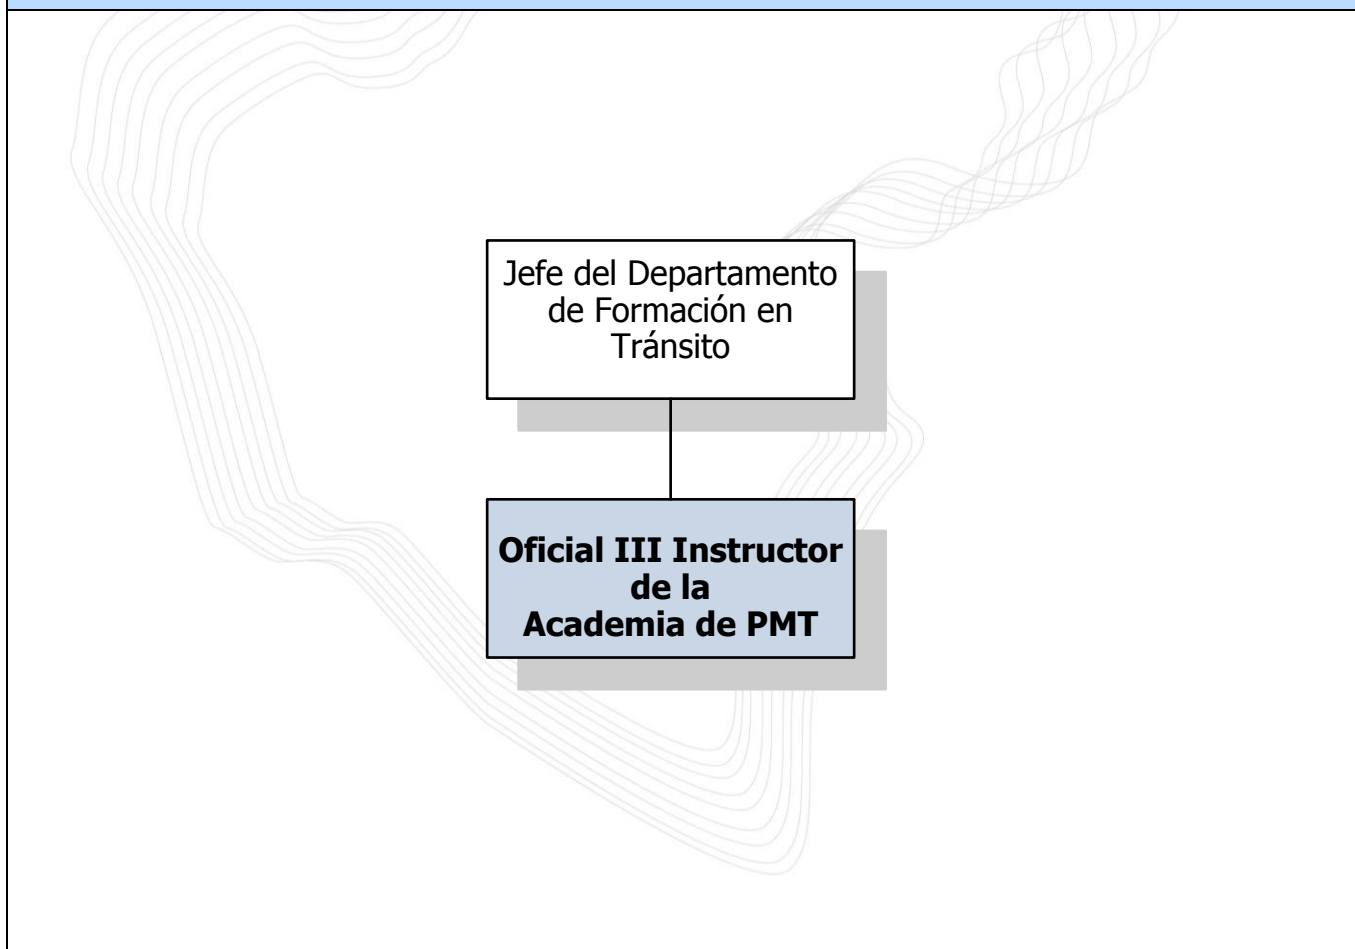 Jefe del Departamento
de Formación en
Tránsito
Oficial III Instructor
de la
Academia de PMT